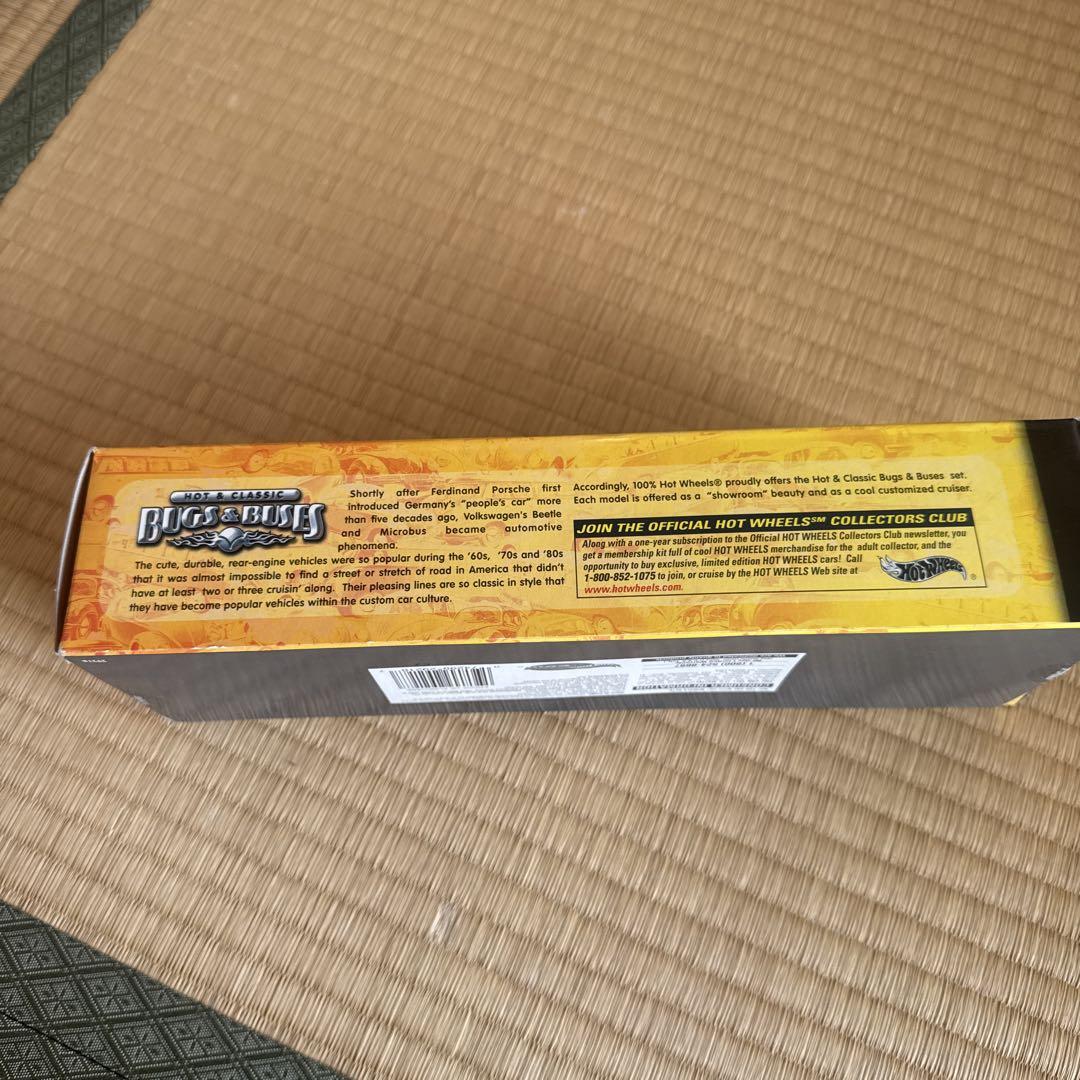 HOT & CLASSIC
BUGS & BUSES
Shortly after Ferdinand Porsche first
introduced Germany's "people's car" more
than five decades ago, Volkswagen's Beetle
and Microbus became automotive
phenomena.
The cute, durable, rear-engine vehicles were so popular during the '60s, '70s and '80s
that it was almost impossible to find a street or stretch of road in America that didn't
have at least two or three cruisin' along. Their pleasing lines are so classic in style that
they have become popular vehicles within the custom car culture.
Accordingly, 100% Hot Wheels® proudly offers the Hot & Classic Bugs & Buses set.
Each model is offered as a "showroom" beauty and as a cool customized cruiser.
JOIN THE OFFICIAL HOT WHEELS℠ COLLECTORS CLUB
Along with a one-year subscription to the Official HOT WHEELS Collectors Club newsletter, you
get a membership kit full of cool HOT WHEELS merchandise for the adult collector, and the
opportunity to buy exclusive, limited edition HOT WHEELS cars! Call
1-800-852-1075 to join, or cruise by the HOT WHEELS Web site at
www.hotwheels.com.
Hot Wheels ®